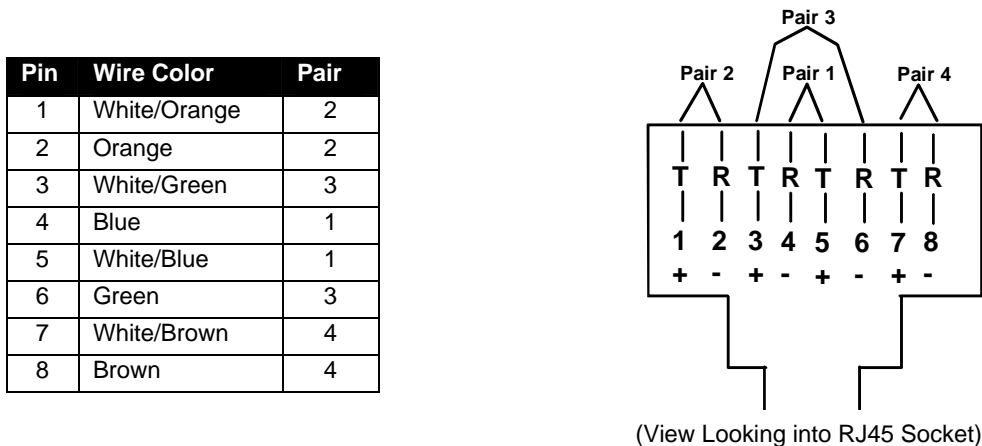 Pin Wire Color Pair
1 White/Orange 2
2 Orange 2
3 White/Green 3
4 Blue 1
5 White/Blue 1
6 Green 3
7 White/Brown 4
8 Brown 4
Pair 3
Pair 2 Pair 1 Pair 4
T R T R T R T R
1 2 3 4 5 6 7 8
+ - + - + - + -
(View Looking into RJ45 Socket)